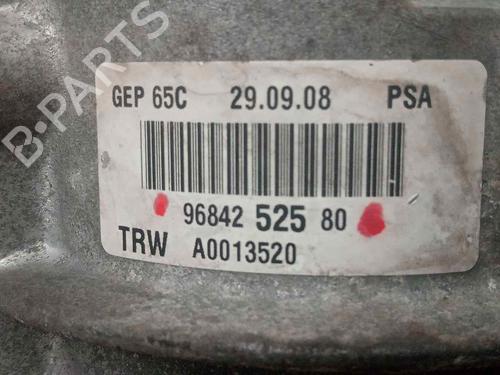 B-PARTS
GEP 65C 29.09.08 PSA
96842 525 80
TRW A0013520